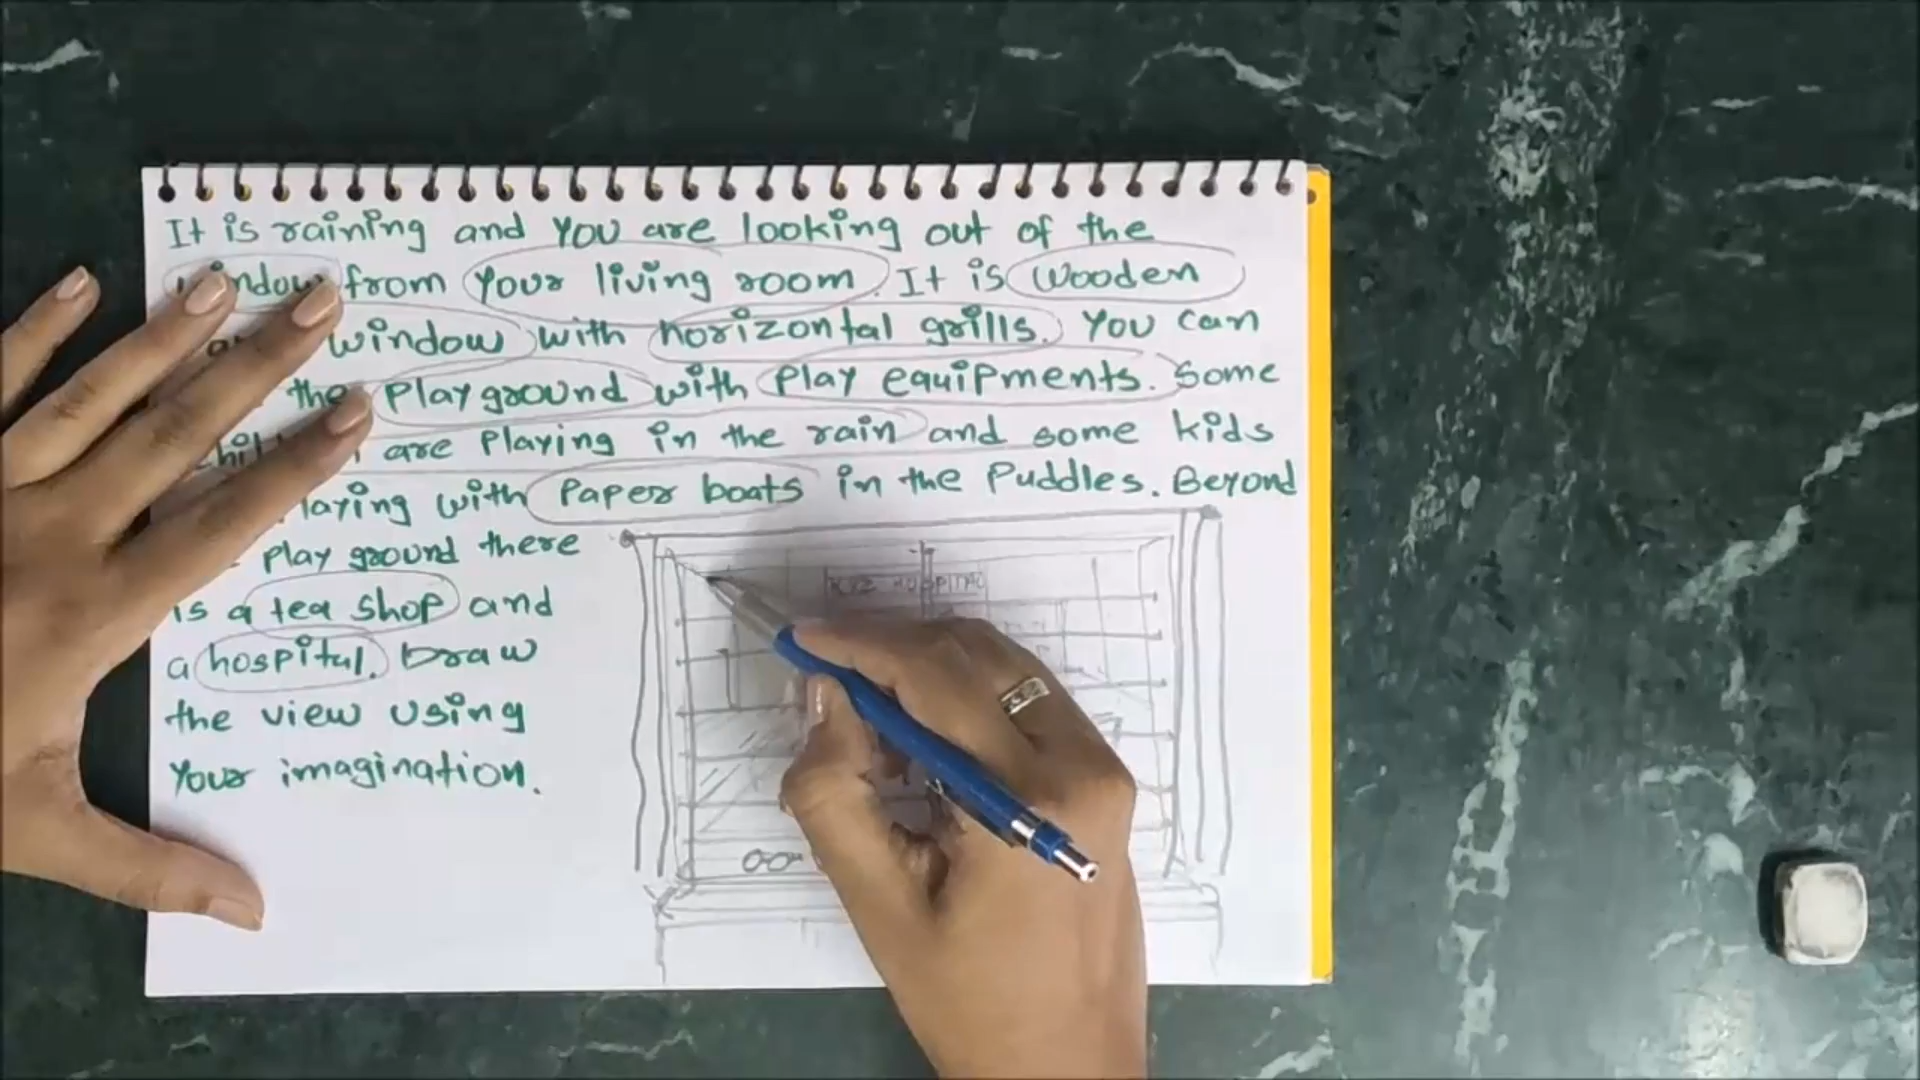 It is raining and you are looking out of the
window from your living room. It is wooden
window with horizontal grills. You can
the playground with play equipments. Some
are playing in the rain and some kids
with paper boats in the puddles. Beyond
play ground there
is a tea shop and
a hospital. Draw
the view using
your imagination.
XYZ HOSPITAL